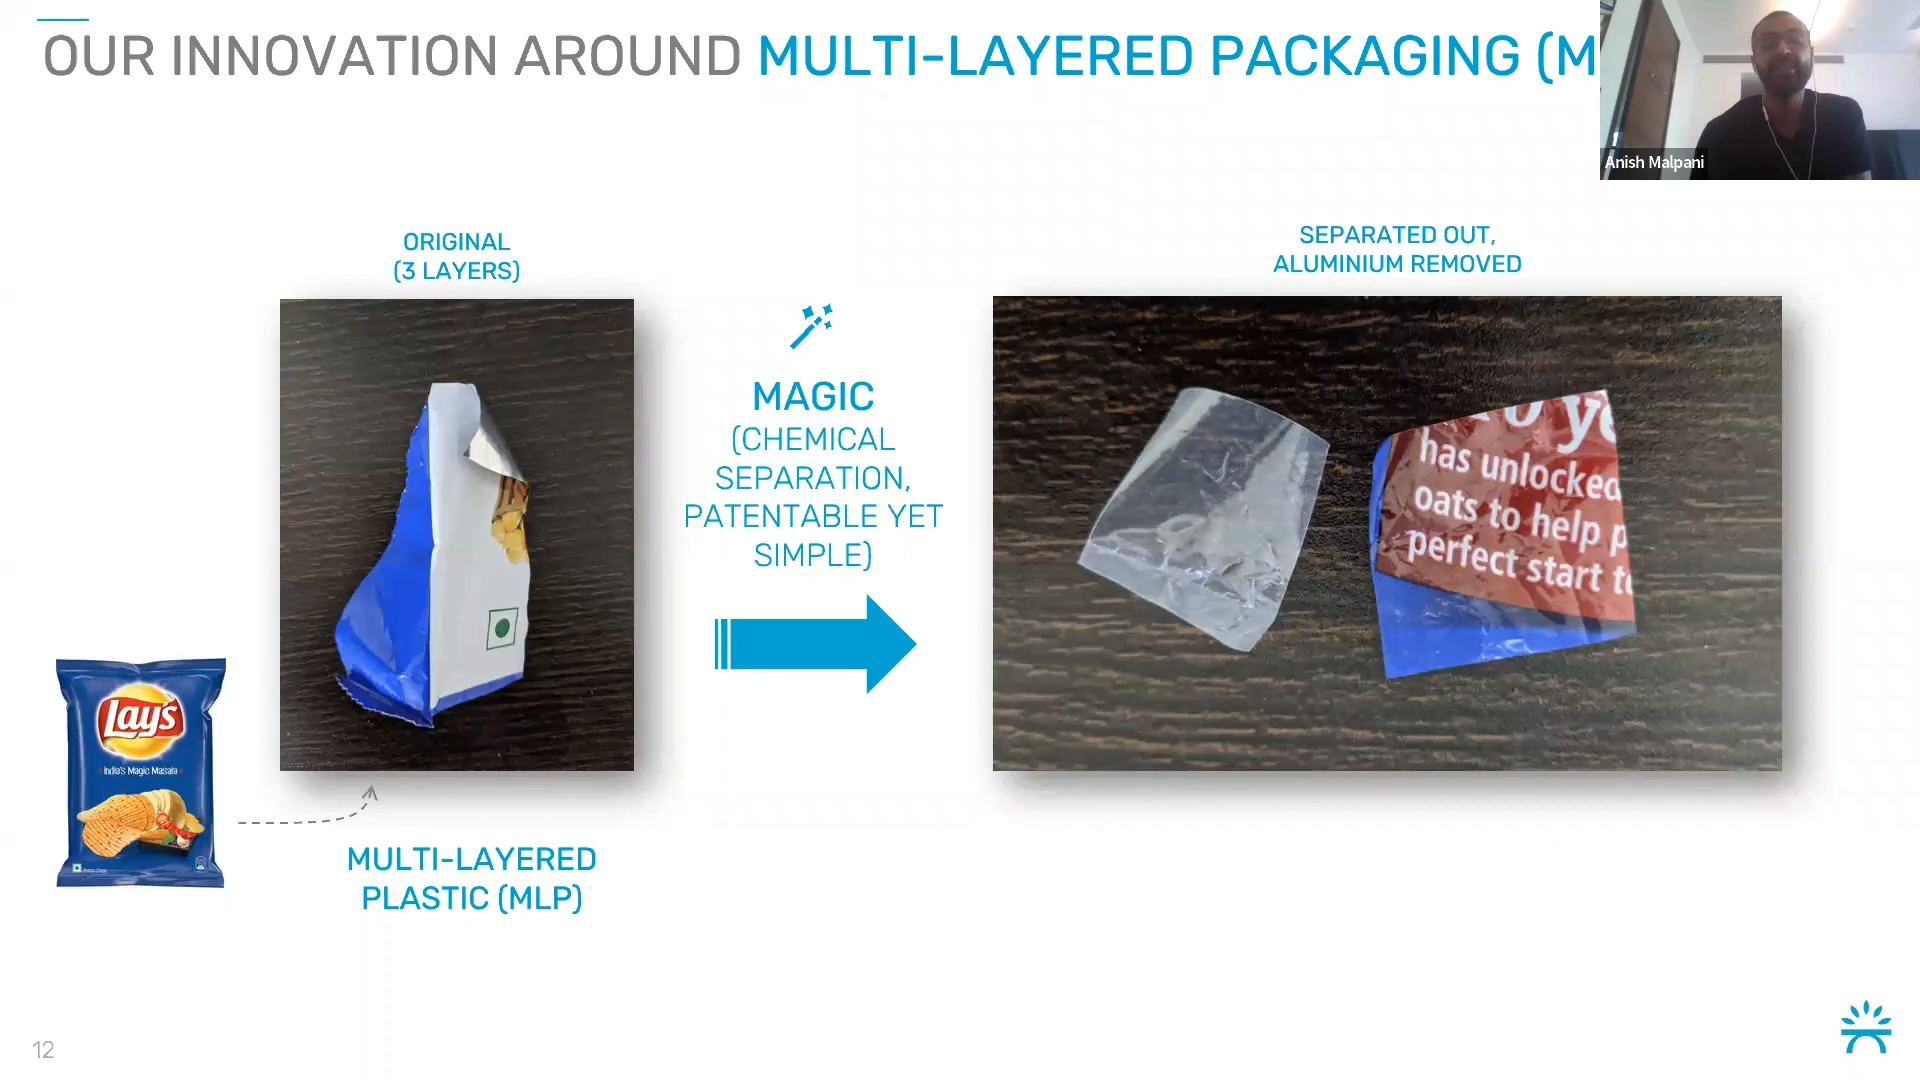 OUR INNOVATION AROUND MULTI-LAYERED PACKAGING (M
Anish Malpani
ORIGINAL
(3 LAYERS)
SEPARATED OUT,
ALUMINIUM REMOVED
MAGIC
(CHEMICAL
SEPARATION,
PATENTABLE YET
SIMPLE)
has unlocked
oats to help p
perfect start to
Lay's
India's Magic Masala
MULTI-LAYERED
PLASTIC (MLP)
12